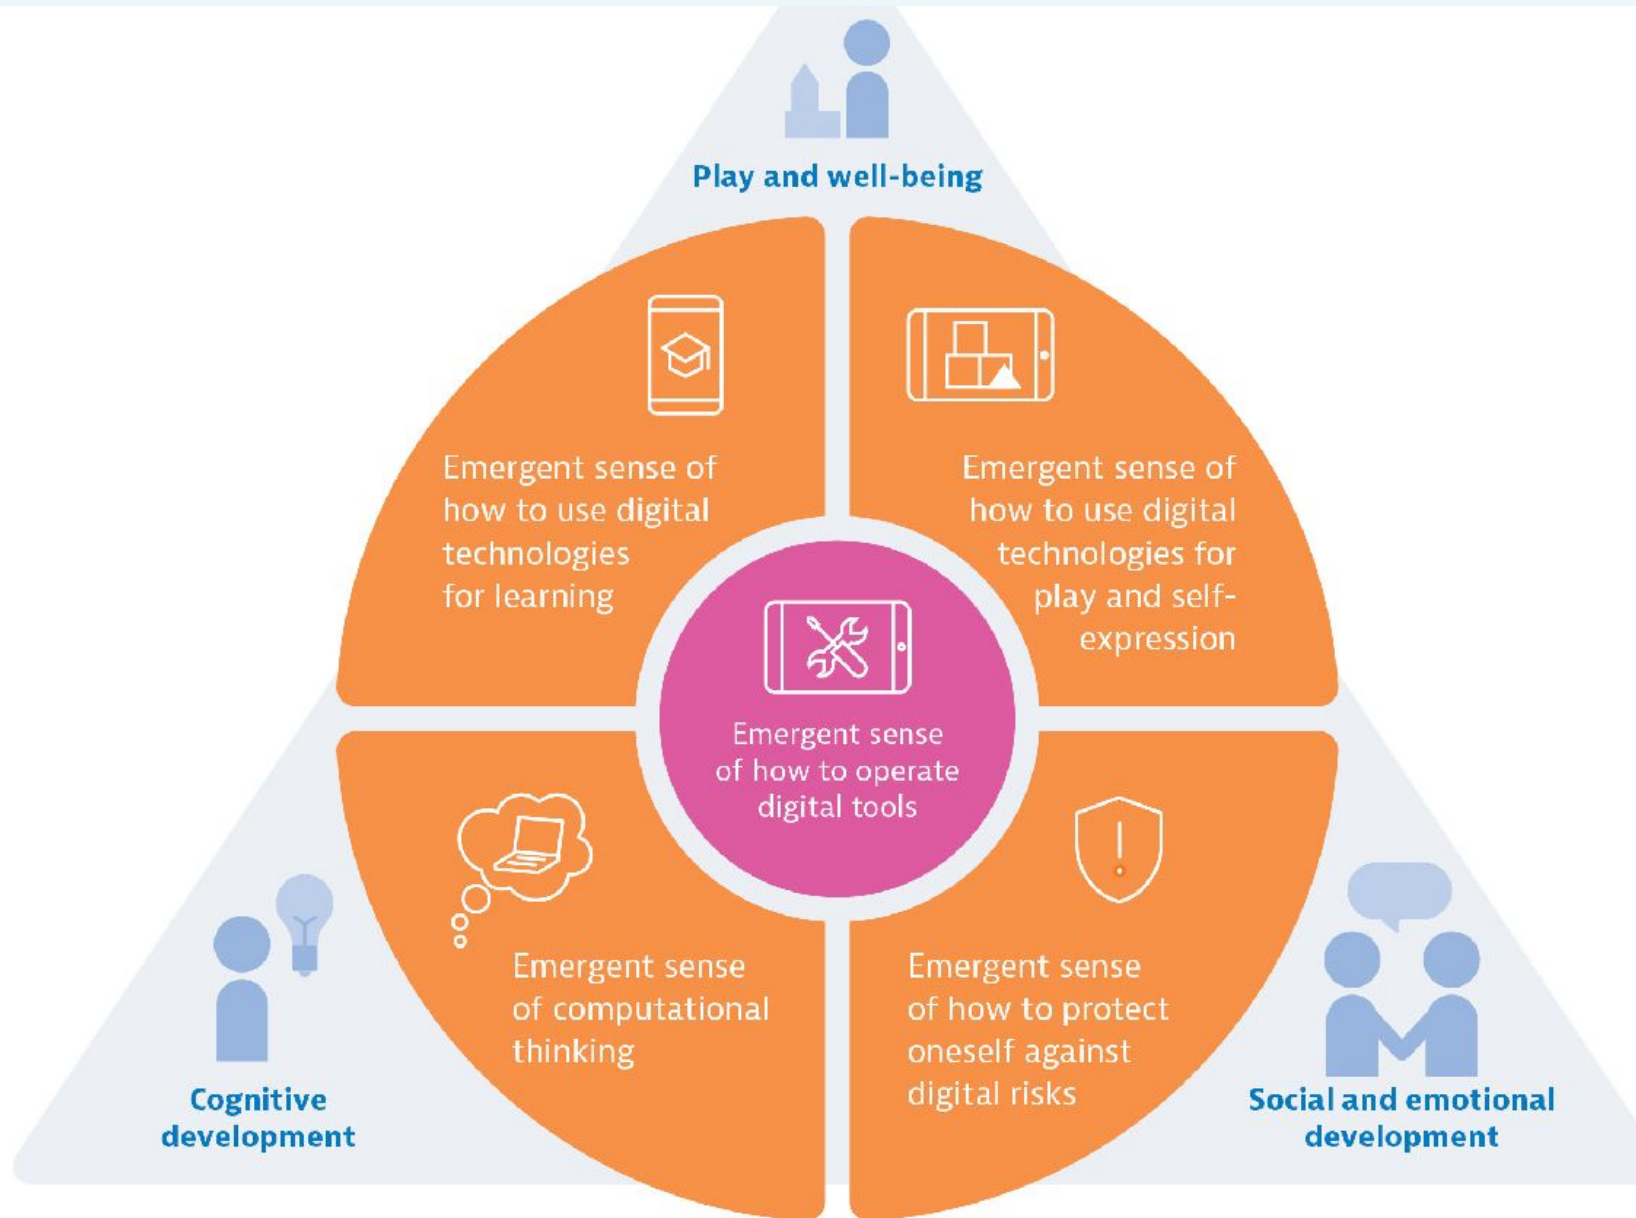 Play and well-being
Emergent sense of
how to use digital
technologies
for learning
Emergent sense of
how to use digital
technologies for
play and self-
expression
Emergent sense
of how to operate
digital tools
Emergent sense
of computational
thinking
Emergent sense
of how to protect
oneself against
digital risks
Cognitive
development
Social and emotional
development